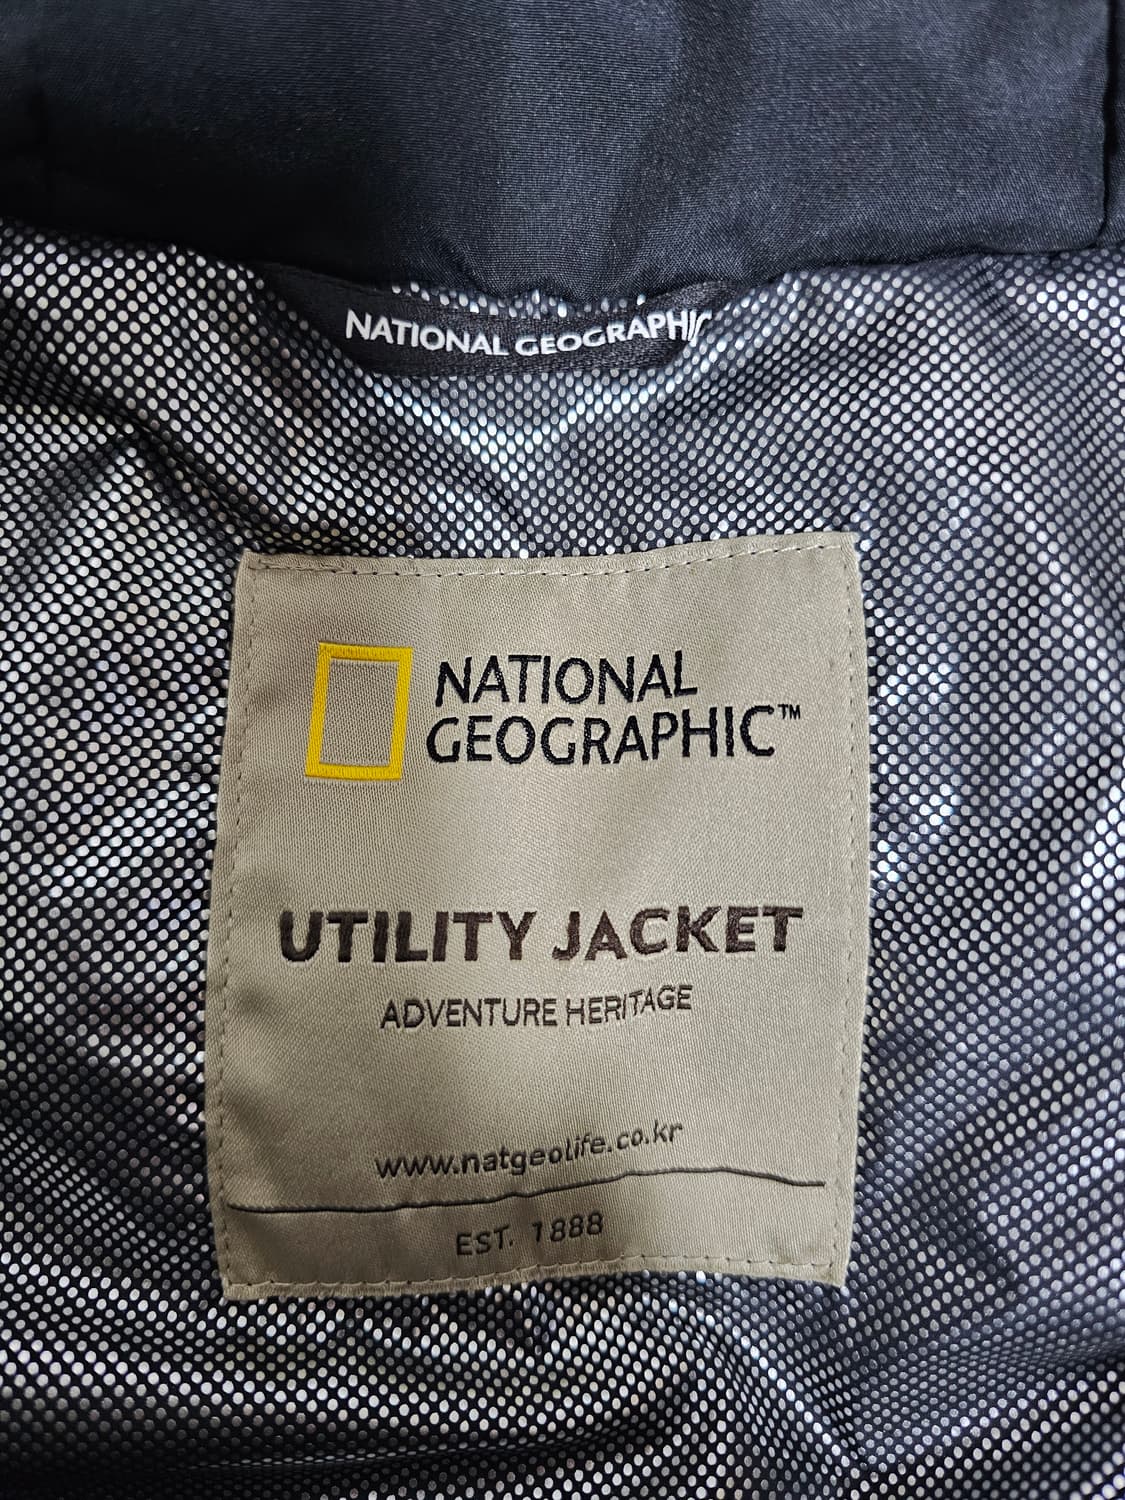 NATIONAL GEOGRAPHIC
NATIONAL
GEOGRAPHIC™
UTILITY JACKET
ADVENTURE HERITAGE
www.natgeolife.co.kr
EST. 1888